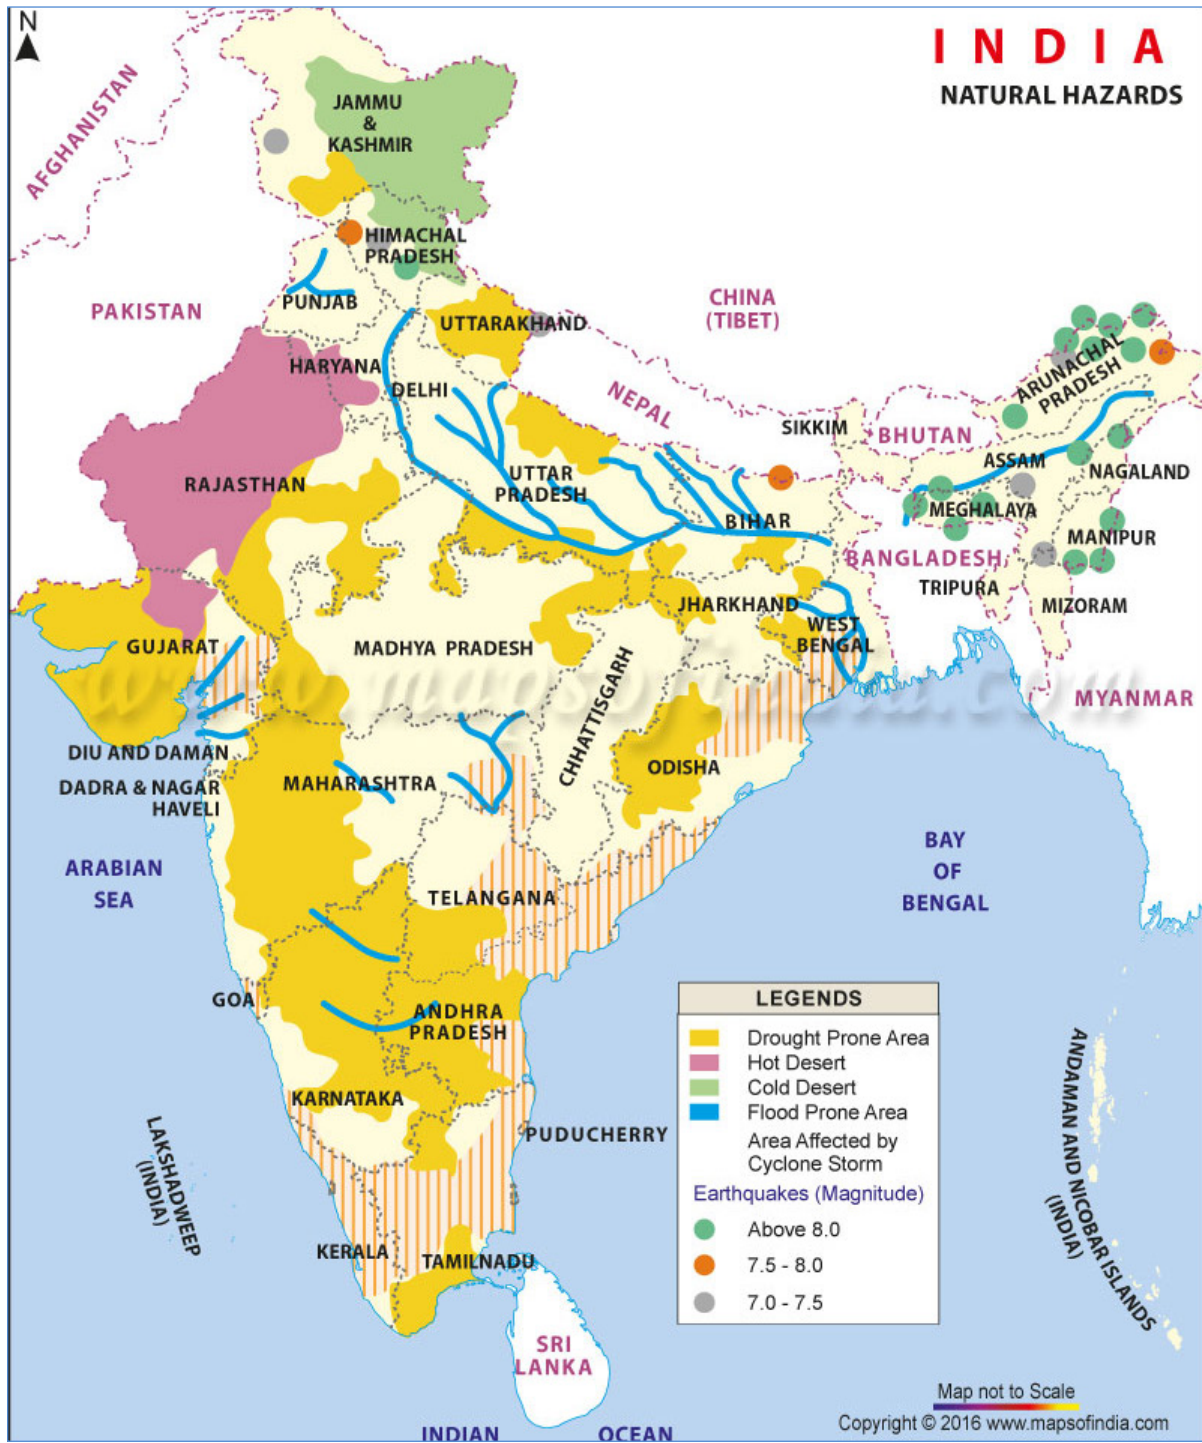 N
INDIA
NATURAL HAZARDS
AFGHANISTAN
JAMMU
&
KASHMIR
HIMACHAL
PRADESH
PAKISTAN
PUNJAB
CHINA
(TIBET)
UTTARAKHAND
HARYANA
DELHI
NEPAL
ARUNACHAL
PRADESH
SIKKIM
BHUTAN
RAJASTHAN
UTTAR
PRADESH
ASSAM
NAGALAND
BIHAR
MEGHALAYA
MANIPUR
BANGLADESH
TRIPURA
MIZORAM
JHARKHAND
WEST
BENGAL
GUJARAT
MADHYA PRADESH
www.mapsofindia.com
CHHATTISGARH
MYANMAR
DIU AND DAMAN
DADRA & NAGAR
HAVELI
MAHARASHTRA
ODISHA
ARABIAN
SEA
BAY
OF
BENGAL
TELANGANA
GOA
ANDHRA
PRADESH
KARNATAKA
PUDUCHERRY
LAKSHADWEEP
(INDIA)
KERALA
TAMILNADU
SRI
LANKA
ANDAMAN AND NICOBAR ISLANDS
(INDIA)
LEGENDS
Drought Prone Area
Hot Desert
Cold Desert
Flood Prone Area
Area Affected by
Cyclone Storm
Earthquakes (Magnitude)
Above 8.0
7.5 - 8.0
7.0 - 7.5
Map not to Scale
Copyright © 2016 www.mapsofindia.com
INDIAN OCEAN